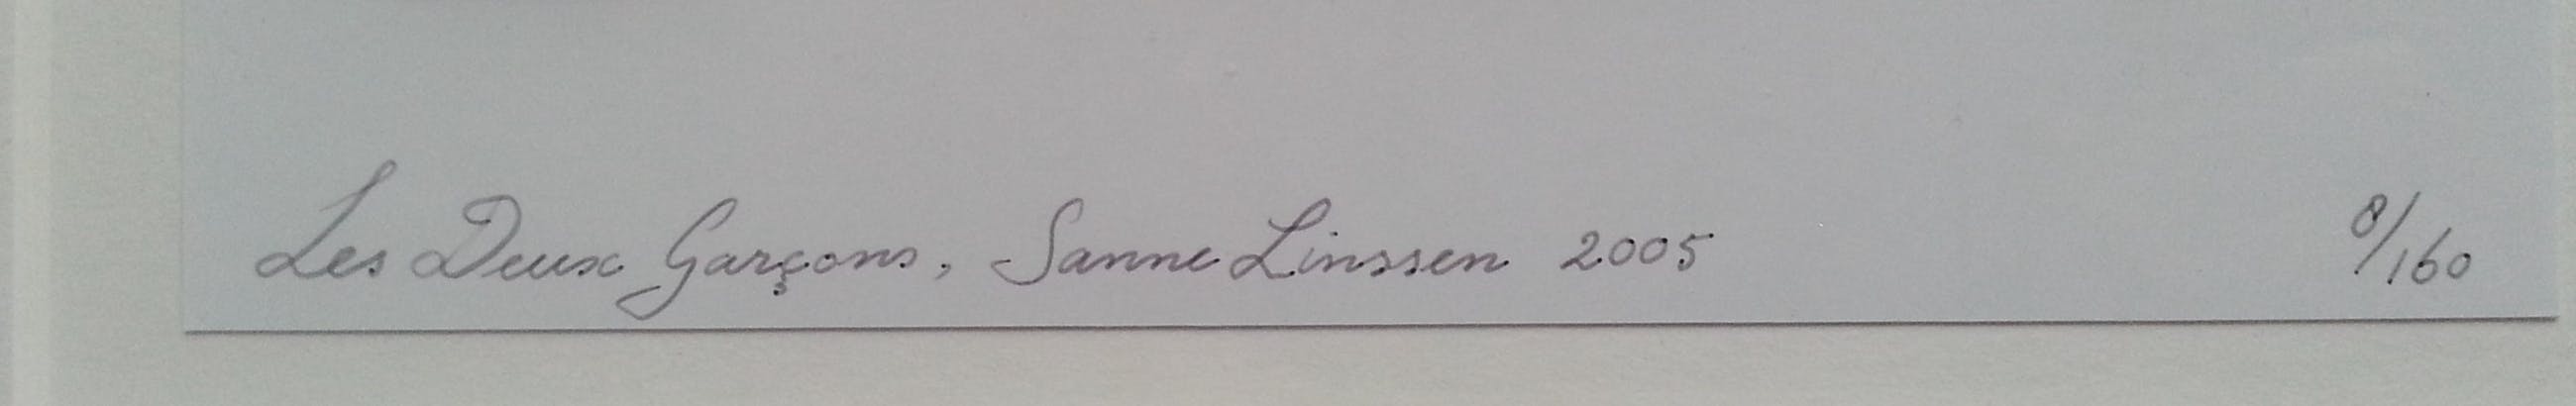 Les Deux Garçons, Sanne Linssen 2005 8/160